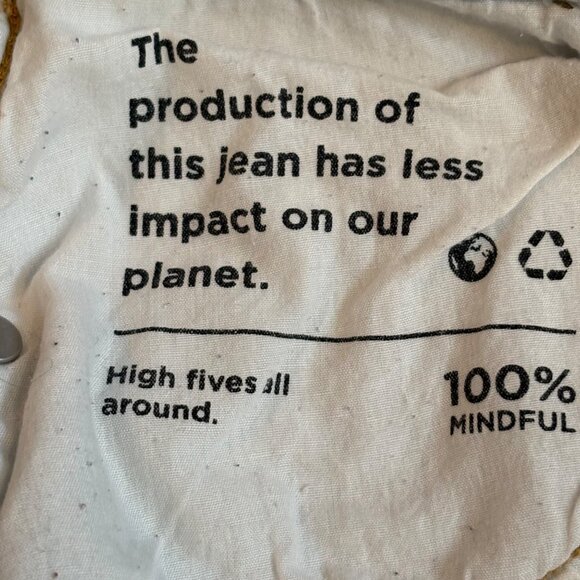 The
production of
this jean has less
impact on our
planet.
High fives all
around.
100%
MINDFUL